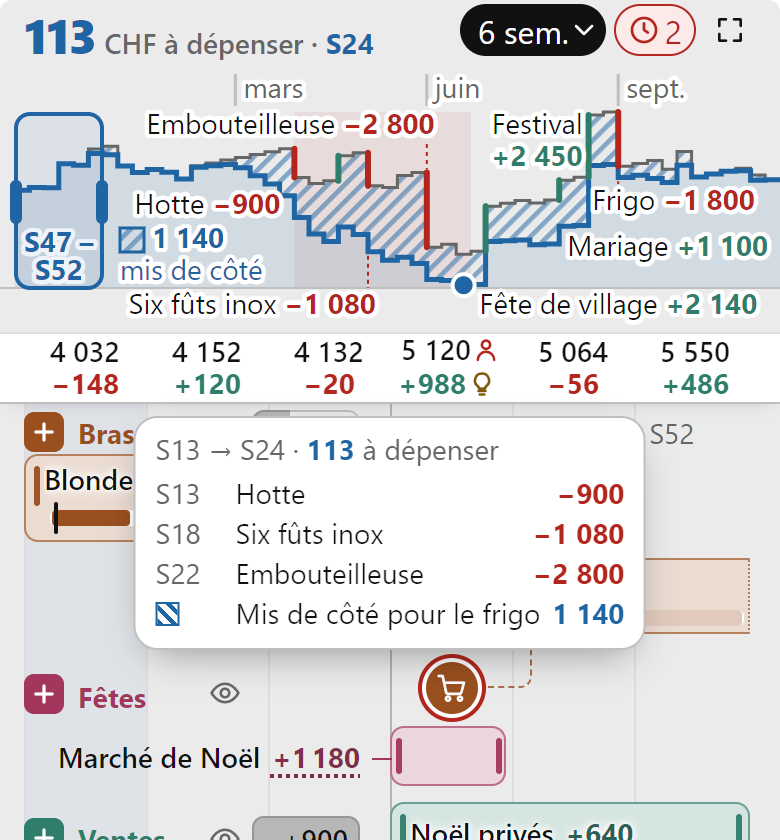 113 CHF à dépenser · S24
6 sem.
2
mars
juin
sept.
Embouteilleuse −2 800
Festival
+2 450
Hotte −900
Frigo −1 800
S47 –
S52
1 140
mis de côté
Mariage +1 100
Six fûts inox −1 080
Fête de village +2 140
4 032
4 152
4 132
5 120
5 064
5 550
−148
+120
−20
+988
−56
+486
Bras
S52
Blonde
S13 → S24 · 113 à dépenser
S13 Hotte −900
S18 Six fûts inox −1 080
S22 Embouteilleuse −2 800
Mis de côté pour le frigo 1 140
Fêtes
Marché de Noël +1 180
Ventes
+900
Noël privés +640